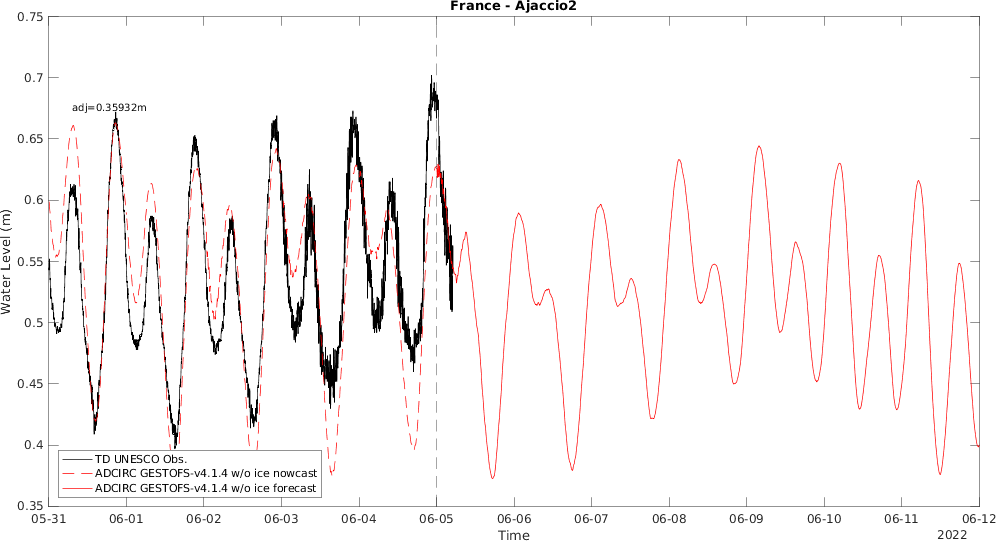 France - Ajaccio2
0.75
0.7
0.65
0.6
0.55
0.5
0.45
0.4
0.35
Water Level (m)
adj=0.35932m
TD UNESCO Obs.
ADCIRC GESTOFS-v4.1.4 w/o ice nowcast
ADCIRC GESTOFS-v4.1.4 w/o ice forecast
05-31 06-01 06-02 06-03 06-04 06-05 06-06 06-07 06-08 06-09 06-10 06-11 06-12
Time
2022